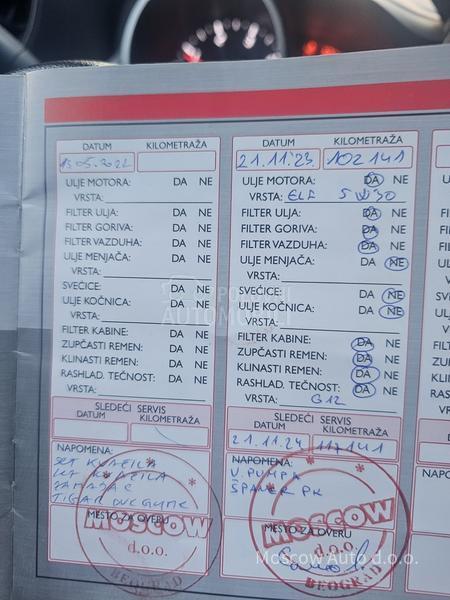 DATUM KILOMETRAŽA
13.05.2022
ULJE MOTORA: DA NE
VRSTA:
FILTER ULJA: DA NE
FILTER GORIVA: DA NE
FILTER VAZDUHA: DA NE
ULJE MENJAČA: DA NE
VRSTA:
SVEĆICE: DA NE
ULJE KOČNICA: DA NE
VRSTA:
FILTER KABINE: DA NE
ZUPČASTI REMEN: DA NE
KLINASTI REMEN: DA NE
RASHLAD. TEČNOST: DA NE
VRSTA:
SLEDEĆI SERVIS
DATUM KILOMETRAŽA
NAPOMENA:
SET KVAČILA
MESTO ZA OVERU
MOSCOW
d.o.o.
BEOGRAD
DATUM KILOMETRAŽA
21.11.23 102141
ULJE MOTORA: DA NE
VRSTA: ELF 5W30
FILTER ULJA: DA NE
FILTER GORIVA: DA NE
FILTER VAZDUHA: DA NE
ULJE MENJAČA: DA NE
VRSTA:
SVEĆICE: DA NE
ULJE KOČNICA: DA NE
VRSTA:
FILTER KABINE: DA NE
ZUPČASTI REMEN: DA NE
KLINASTI REMEN: DA NE
RASHLAD. TEČNOST: DA NE
VRSTA: G12
SLEDEĆI SERVIS
DATUM KILOMETRAŽA
21.11.24 117141
NAPOMENA:
V. PUMPA
ŠPANER PK
MESTO ZA OVERU
MOSCOW
d.o.o.
BEOGRAD
POLOVNI
AUTOMOBILI
Moscow Auto d.o.o.